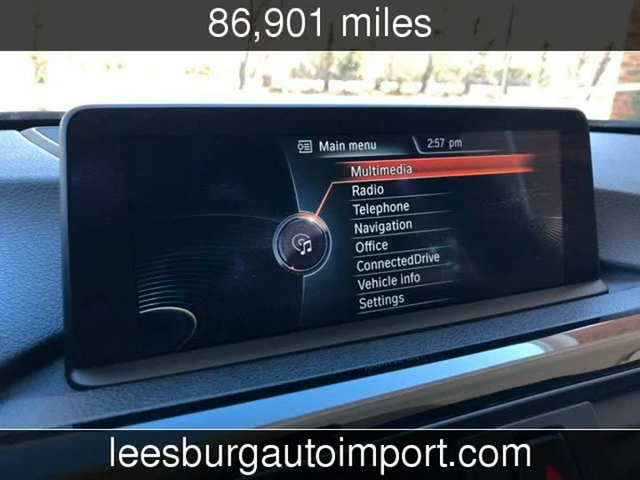 86,901 miles
Main menu
2:57 pm
Multimedia
Radio
Telephone
Navigation
Office
ConnectedDrive
Vehicle info
Settings
leesburgautoimport.com